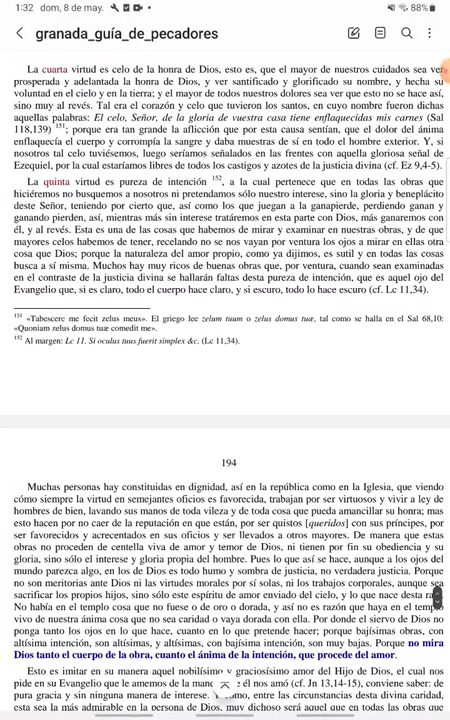 1:32 dom, 8 de may.
88%
granada_guía_de_pecadores
La cuarta virtud es celo de la honra de Dios, esto es, que el mayor de nuestros cuidados sea ver
prosperada y adelantada la honra de Dios, y ver santificado y glorificado su nombre, y hecha su
voluntad en el cielo y en la tierra; y el mayor de todos nuestros dolores sea ver que esto no se hace así,
sino muy al revés. Tal era el corazón y celo que tuvieron los santos, en cuyo nombre fueron dichas
aquellas palabras: El celo, Señor, de la gloria de vuestra casa tiene enflaquecidas mis carnes (Sal
118,139) 151; porque era tan grande la aflicción que por esta causa sentían, que el dolor del ánima
enflaquecía el cuerpo y corrompía la sangre y daba muestras de sí en todo el hombre exterior. Y, si
nosotros tal celo tuviésemos, luego seríamos señalados en las frentes con aquella gloriosa señal de
Ezequiel, por la cual estaríamos libres de todos los castigos y azotes de la justicia divina (cf. Ez 9,4-5).
La quinta virtud es pureza de intención 152, a la cual pertenece que en todas las obras que
hiciéremos no busquemos a nosotros ni pretendamos sólo nuestro interese, sino la gloria y beneplácito
deste Señor, teniendo por cierto que, así como los que juegan a la ganapierde, perdiendo ganan y
ganando pierden, así, mientras más sin interese tratáremos en esta parte con Dios, más ganaremos con
él, y al revés. Esta es una de las cosas que habemos de mirar y examinar en nuestras obras, y de que
mayores celos habemos de tener, recelando no se nos vayan por ventura los ojos a mirar en ellas otra
cosa que Dios; porque la naturaleza del amor propio, como ya dijimos, es sutil y en todas las cosas
busca a sí misma. Muchos hay muy ricos de buenas obras que, por ventura, cuando sean examinadas
en el contraste de la justicia divina se hallarán faltas desta pureza de intención, que es aquel ojo del
Evangelio que, si es claro, todo el cuerpo hace claro, y si escuro, todo lo hace escuro (cf. Lc 11,34).
151 «Tabescere me fecit zelus meus». El griego lee zelum tuum o zelus domus tuæ, tal como se halla en el Sal 68,10:
«Quoniam zelus domus tuæ comedit me».
152 Al margen: Lc 11. Si oculus tuus fuerit simplex &c. (Lc 11,34).
194
Muchas personas hay constituidas en dignidad, así en la república como en la Iglesia, que viendo
cómo siempre la virtud en semejantes oficios es favorecida, trabajan por ser virtuosos y vivir a ley de
hombres de bien, lavando sus manos de toda vileza y de toda cosa que pueda amancillar su honra; mas
esto hacen por no caer de la reputación en que están, por ser quistos [queridos] con sus príncipes, por
ser favorecidos y acrecentados en sus oficios y ser llevados a otros mayores. De manera que estas
obras no proceden de centella viva de amor y temor de Dios, ni tienen por fin su obediencia y su
gloria, sino sólo el interese y gloria propia del hombre. Pues lo que así se hace, aunque a los ojos del
mundo parezca algo, en los de Dios es todo humo y sombra de justicia, no verdadera justicia. Porque
no son meritorias ante Dios ni las virtudes morales por sí solas, ni los trabajos corporales, aunque sea
sacrificar los propios hijos, sino sólo este espíritu de amor enviado del cielo, y lo que nace desta
No había en el templo cosa que no fuese o de oro o dorada, y así no es razón que haya en el
vivo de nuestra ánima cosa que no sea caridad o vaya dorada con ella. Por donde el siervo de Dios no
ponga tanto los ojos en lo que hace, cuanto en lo que pretende hacer; porque bajísimas obras, con
altísima intención, son altísimas, y altísimas, con bajísima intención, son muy bajas. Porque no mira
Dios tanto el cuerpo de la obra, cuanto el ánima de la intención, que procede del amor.
Esto es imitar en su manera aquel nobilísimo y graciosísimo amor del Hijo de Dios, el cual nos
pide en su Evangelio que le amemos de la él nos amó (cf. Jn 13,14-15), conviene saber: de
pura gracia y sin ninguna manera de interese. entre las circunstancias desta divina caridad,
esta sea la más admirable en la persona de Dios, muy dichoso será aquel que en todas las obras que